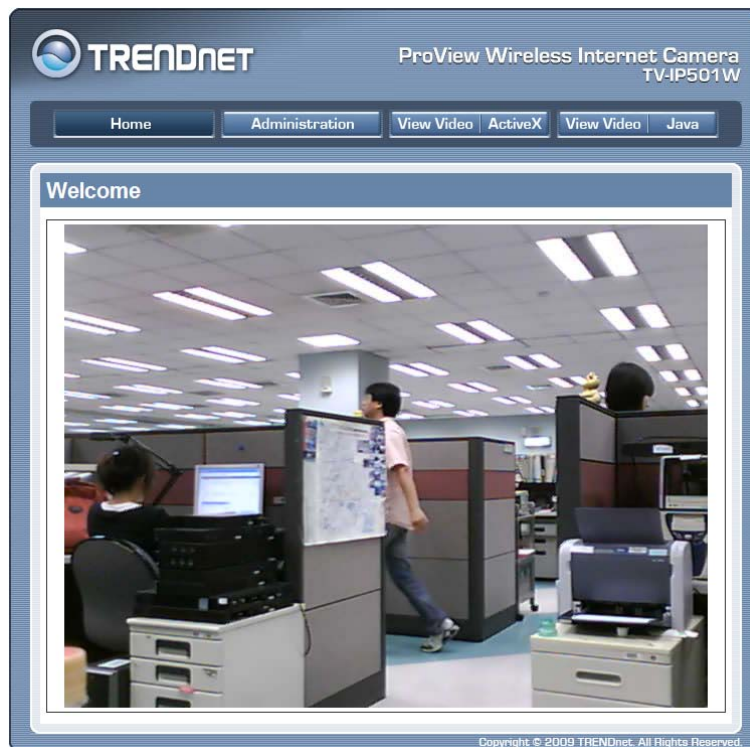 TRENDNET
ProView Wireless Internet Camera
TV-IP501W
Home
Administration
View Video
ActiveX
View Video
Java
Welcome
Copyright © 2009 TRENDnet. All Rights Reserved.